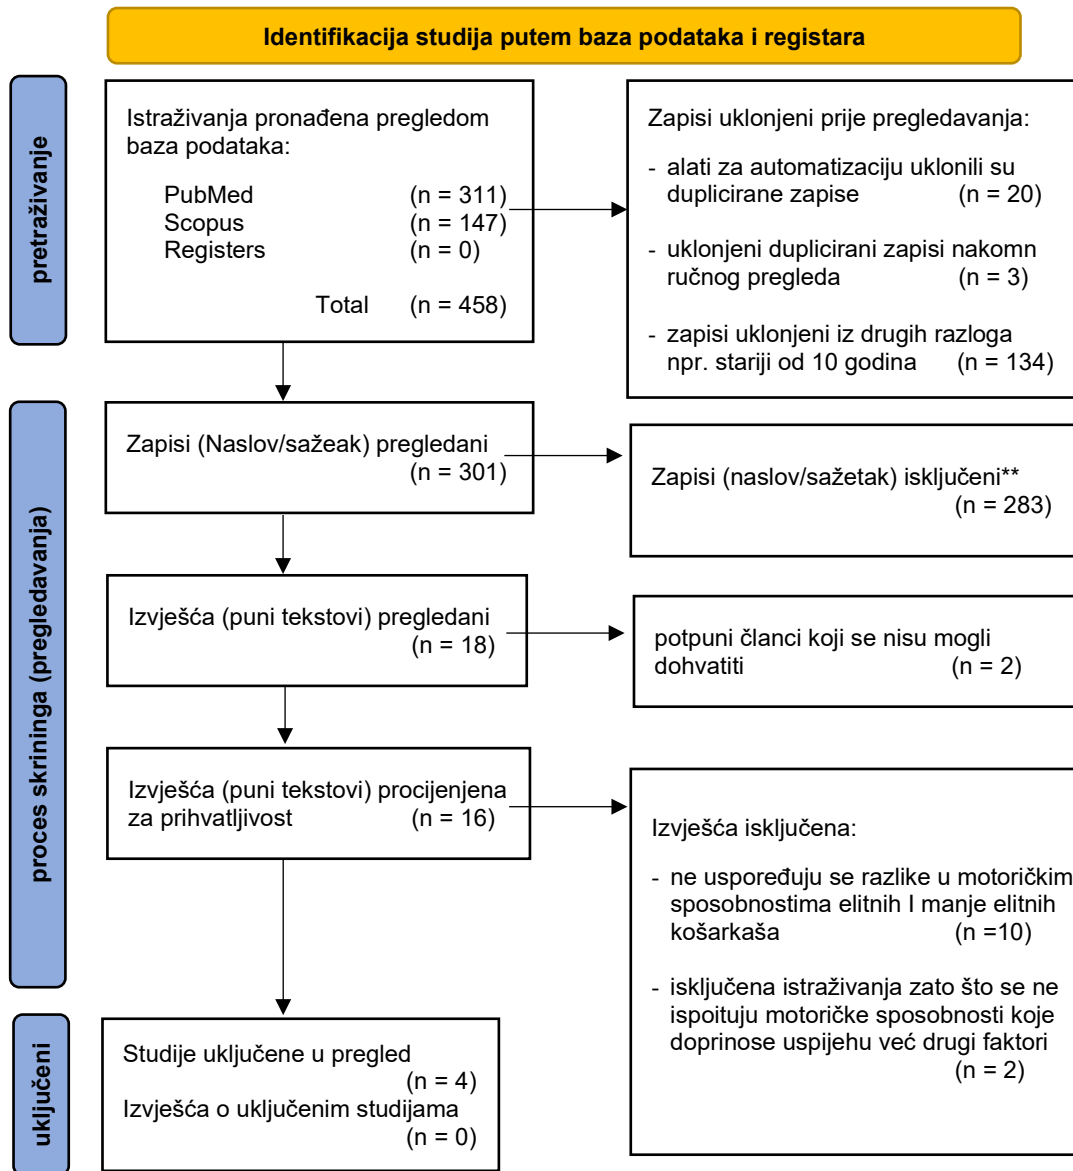 Identifikacija studija putem baza podataka i registara
pretraživanje
Istraživanja pronađena pregledom
baza podataka:
PubMed (n = 311)
Scopus (n = 147)
Registers (n = 0)
Total (n = 458)
Zapisi uklonjeni prije pregledavanja:
- alati za automatizaciju uklonili su
duplicirane zapise (n = 20)
- uklonjeni duplicirani zapisi nakomn
ručnog pregleda (n = 3)
- zapisi uklonjeni iz drugih razloga
npr. stariji od 10 godina (n = 134)
proces skrininga (pregledavanja)
Zapisi (Naslov/sažeak) pregledani
(n = 301)
Zapisi (naslov/sažetak) isključeni**
(n = 283)
Izvješća (puni tekstovi) pregledani
(n = 18)
potpuni članci koji se nisu mogli
dohvatiti (n = 2)
Izvješća (puni tekstovi) procijenjena
za prihvatljivost (n = 16)
Izvješća isključena:
- ne uspoređuju se razlike u motoričkim
sposobnostima elitnih I manje elitnih
košarkaša (n =10)
- isključena istraživanja zato što se ne
ispoituju motoričke sposobnosti koje
doprinose uspijehu već drugi faktori
(n = 2)
uključeni
Studije uključene u pregled
(n = 4)
Izvješća o uključenim studijama
(n = 0)